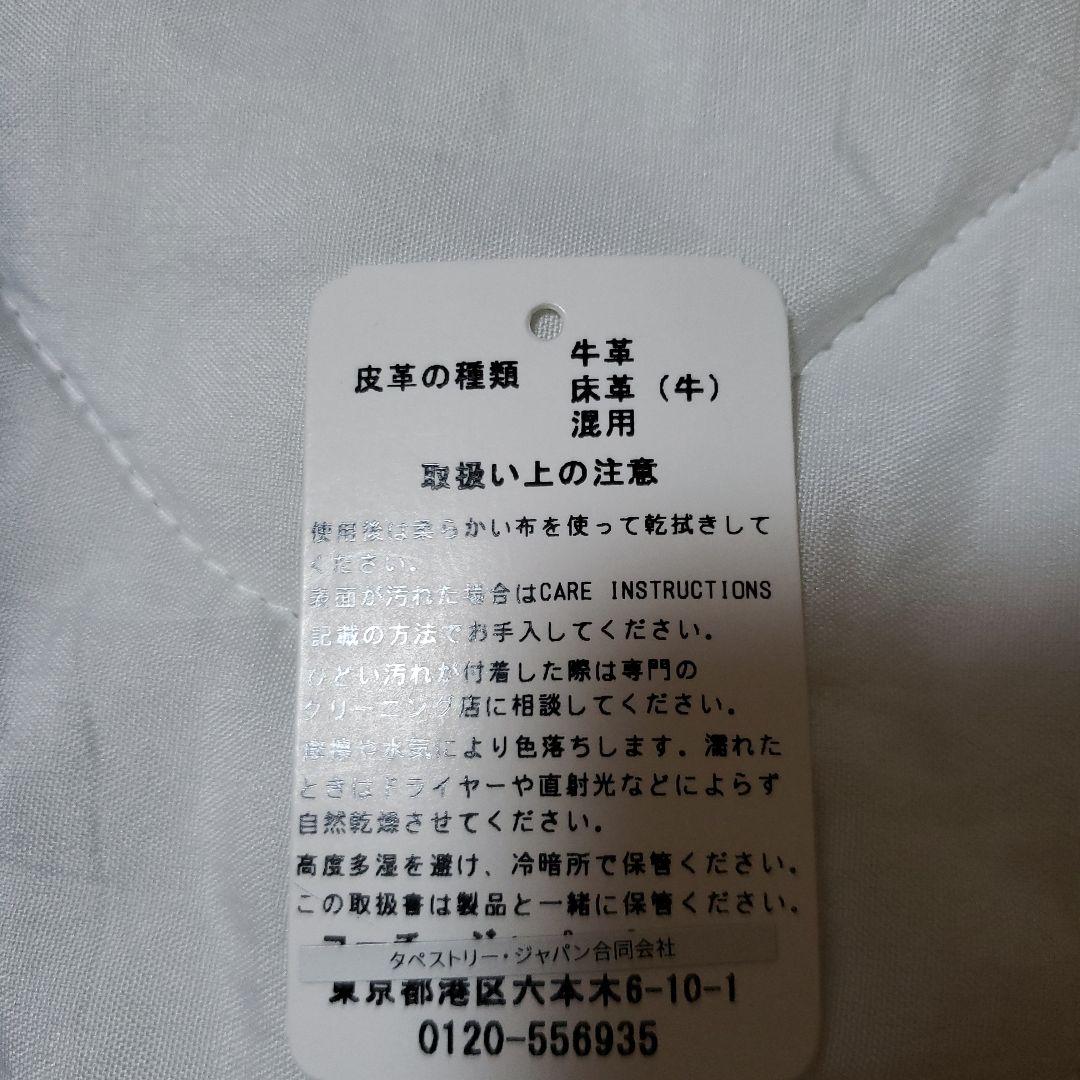 皮革の種類
牛革
床革（牛）
混用
取扱い上の注意
使用後は柔らかい布を使って乾拭きして
ください。
表面が汚れた場合はCARE INSTRUCTIONS
記載の方法でお手入してください。
ひどい汚れが付着した際は専門の
クリーニング店に相談してください。
摩擦や水気により色落ちします。濡れた
ときはドライヤーや直射光などによらず
自然乾燥させてください。
高度多湿を避け、冷暗所で保管ください。
この取扱書は製品と一緒に保管ください。
タペストリー・ジャパン合同会社
東京都港区六本木6-10-1
0120-556935